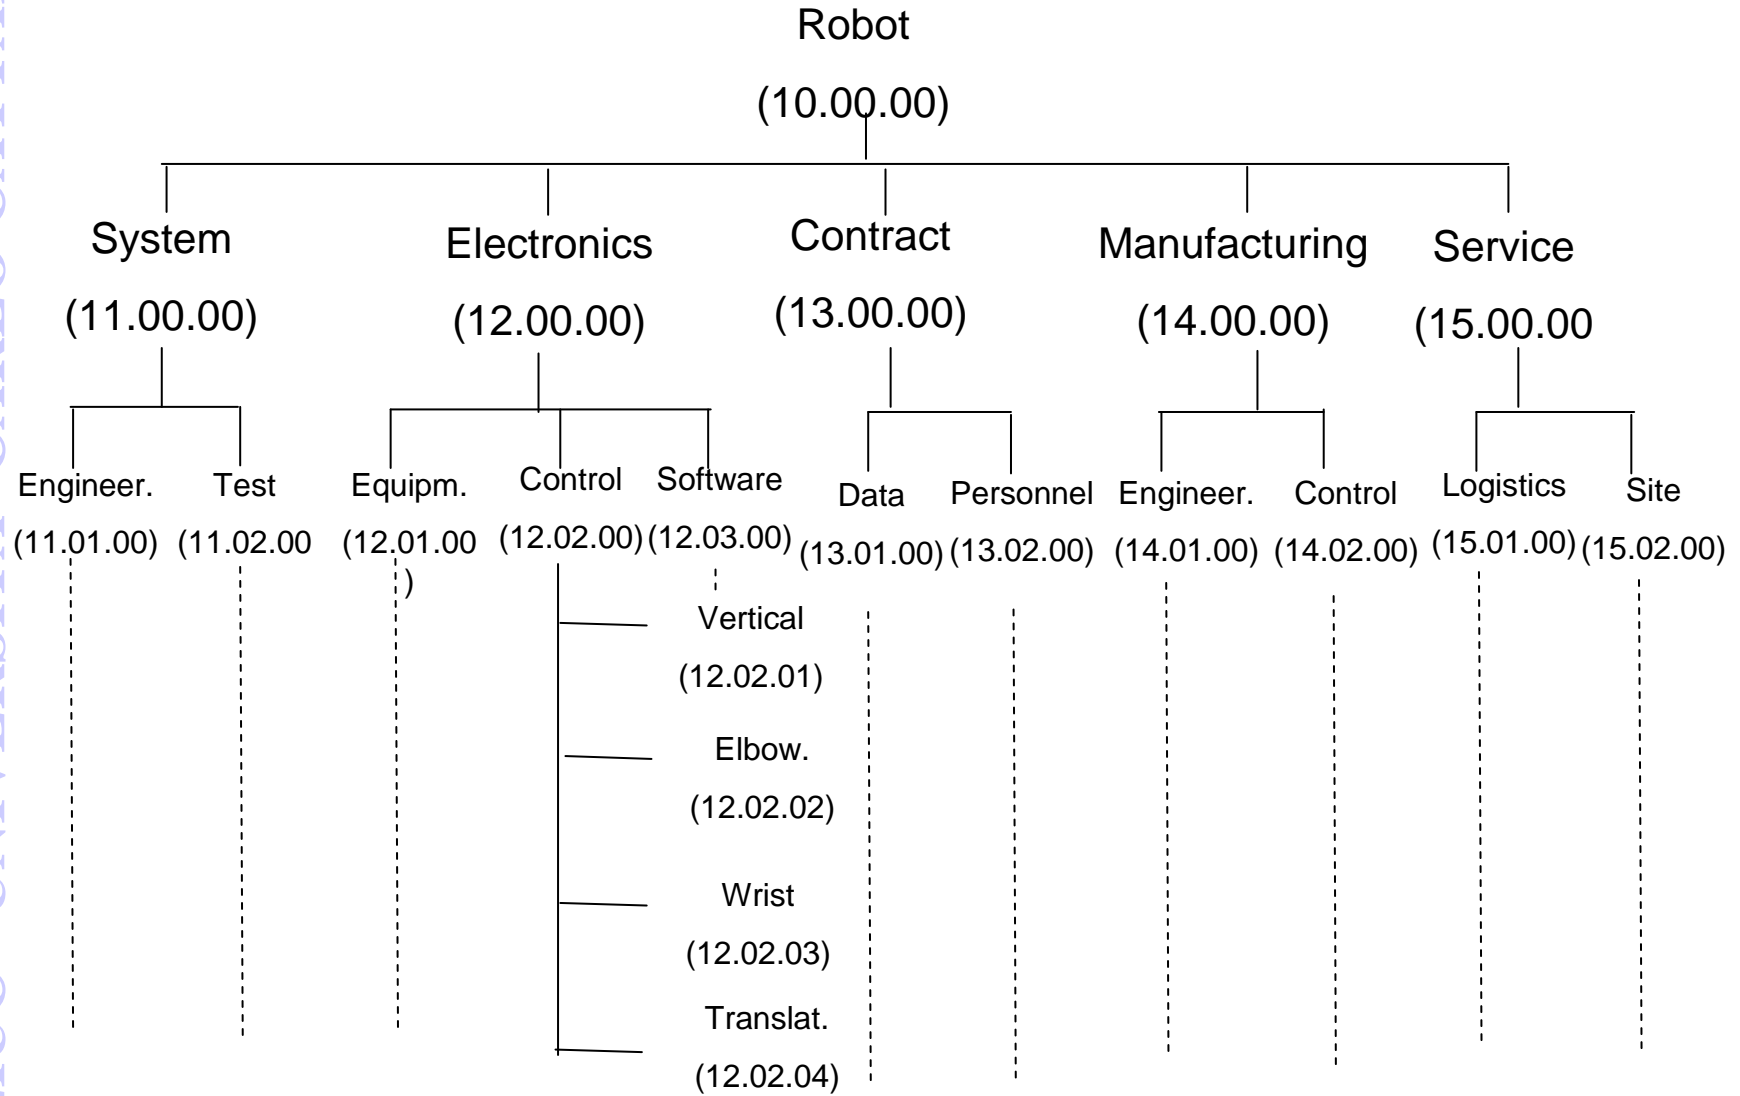 Robot
(10.00.00)
System
Electronics
Contract
Manufacturing
Service
(11.00.00)
(12.00.00)
(13.00.00)
(14.00.00)
(15.00.00
Engineer.
Test
Equipm.
Control
Software
Data
Personnel
Engineer.
Control
Logistics
Site
(11.01.00)
(11.02.00
(12.01.00
)
(12.02.00)
(12.03.00)
(13.01.00)
(13.02.00)
(14.01.00)
(14.02.00)
(15.01.00)
(15.02.00)
Vertical
(12.02.01)
Elbow.
(12.02.02)
Wrist
(12.02.03)
Translat.
(12.02.04)